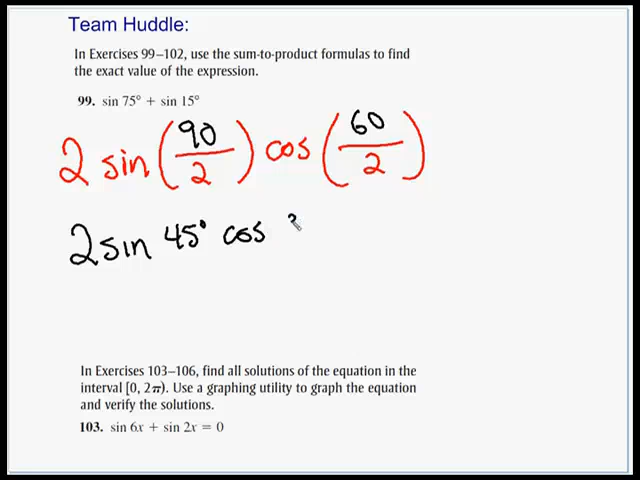 Team Huddle:
In Exercises 99–102, use the sum-to-product formulas to find
the exact value of the expression.
99. sin 75° + sin 15°
2 sin (90/2) cos (60/2)
2 sin 45° cos
In Exercises 103–106, find all solutions of the equation in the
interval [0, 2π). Use a graphing utility to graph the equation
and verify the solutions.
103. sin 6x + sin 2x = 0